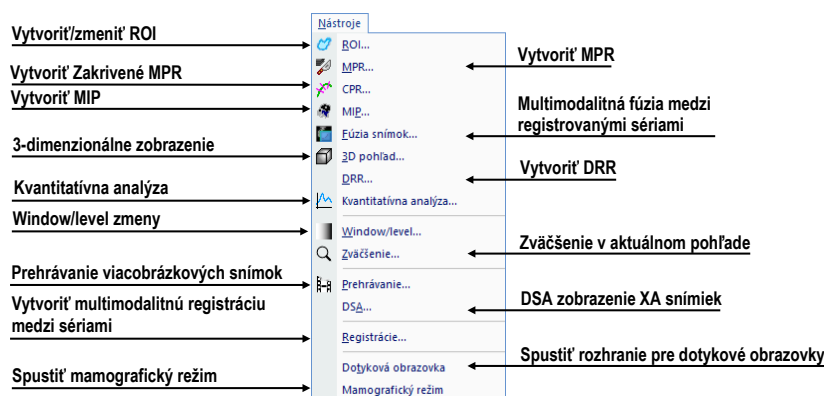 Nástroje
Vytvoriť/zmeniť ROI
ROI...
MPR...
Vytvoriť MPR
Vytvoriť Zakrivené MPR
CPR...
Vytvoriť MIP
MIP...
Multimodalitná fúzia medzi
registrovanými sériami
Fúzia snímok...
3-dimenzionálne zobrazenie
3D pohľad...
DRR...
Vytvoriť DRR
Kvantitatívna analýza
Kvantitatívna analýza...
Window/level zmeny
Window/level...
Zväčšenie...
Zväčšenie v aktuálnom pohľade
Prehrávanie viacobrázkových snímok
Prehrávanie...
DSA...
DSA zobrazenie XA snímiek
Vytvoriť multimodalitnú registráciu
medzi sériami
Registrácie...
Dotyková obrazovka
Spustiť rozhranie pre dotykové obrazovky
Spustiť mamografický režim
Mamografický režim